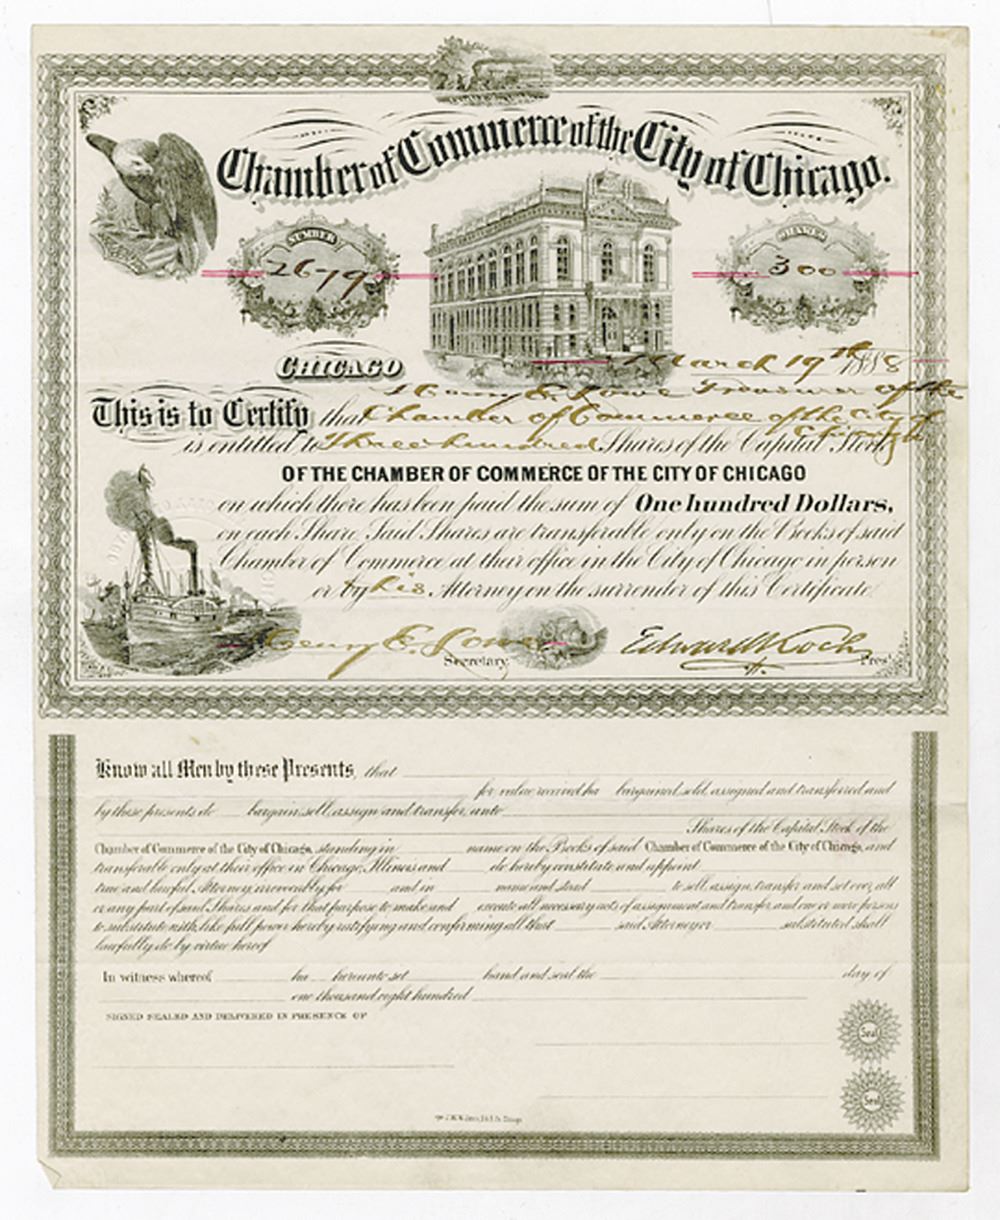 Chamber of Commerce of the City of Chicago.
NUMBER
2679
SHARES
300
CHICAGO March 19th 1888
Henry E. Lowe Treasurer of the
This is to Certify that Chamber of Commerce of the City of
Chicago
is entitled to Three hundred Shares of the Capital Stock
OF THE CHAMBER OF COMMERCE OF THE CITY OF CHICAGO
on which there has been paid the sum of One hundred Dollars,
on each Share. Said Shares are transferable only on the Books of said
Chamber of Commerce at their office in the City of Chicago in person
or by his Attorney on the surrender of this Certificate.
Henry E. Lowe Secretary Edward Koch Prest
Know all Men by these Presents, that
for value received ha bargained, sold, assigned and transferred and
by these presents do bargain, sell, assign and transfer, unto
Shares of the Capital Stock of the
Chamber of Commerce of the City of Chicago, standing in name on the Books of said Chamber of Commerce of the City of Chicago, and
transferable only at their office in Chicago, Illinois and do hereby constitute and appoint
true and lawful Attorney, irrevocably for and in name and stead to sell, assign, transfer and set over, all
or any part of said Shares and for that purpose to make and execute all necessary acts of assignment and transfer, and one or more persons
to substitute with like full power hereby ratifying and confirming all that said Attorney or substituted shall
lawfully do by virtue hereof
In witness whereof ha hereunto set hand and seal the day of
one thousand eight hundred
SIGNED SEALED AND DELIVERED IN PRESENCE OF
Seal
Seal